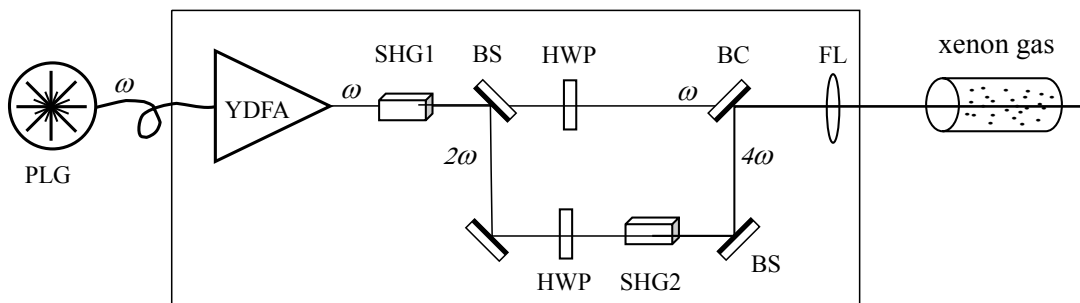 SHG1 BS HWP BC FL xenon gas
ω YDFA ω ω
PLG 2ω 4ω
HWP SHG2 BS